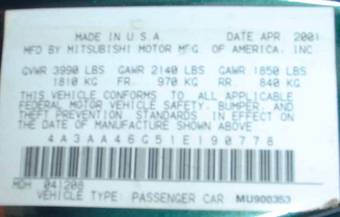 MADE IN U.S.A DATE APR 2001
MFD BY MITSUBISHI MOTOR MFG OF AMERICA, INC
GVWR 3990 LBS GAWR 2140 LBS GAWR 1850 LBS
1810 KG FR 970 KG RR 840 KG
THIS VEHICLE CONFORMS TO ALL APPLICABLE
FEDERAL MOTOR VEHICLE SAFETY, BUMPER, AND
THEFT PREVENTION STANDARDS IN EFFECT ON
THE DATE OF MANUFACTURE SHOWN ABOVE
4A3AA46G51E190778
MDH 041208
VEHICLE TYPE: PASSENGER CAR MU900353